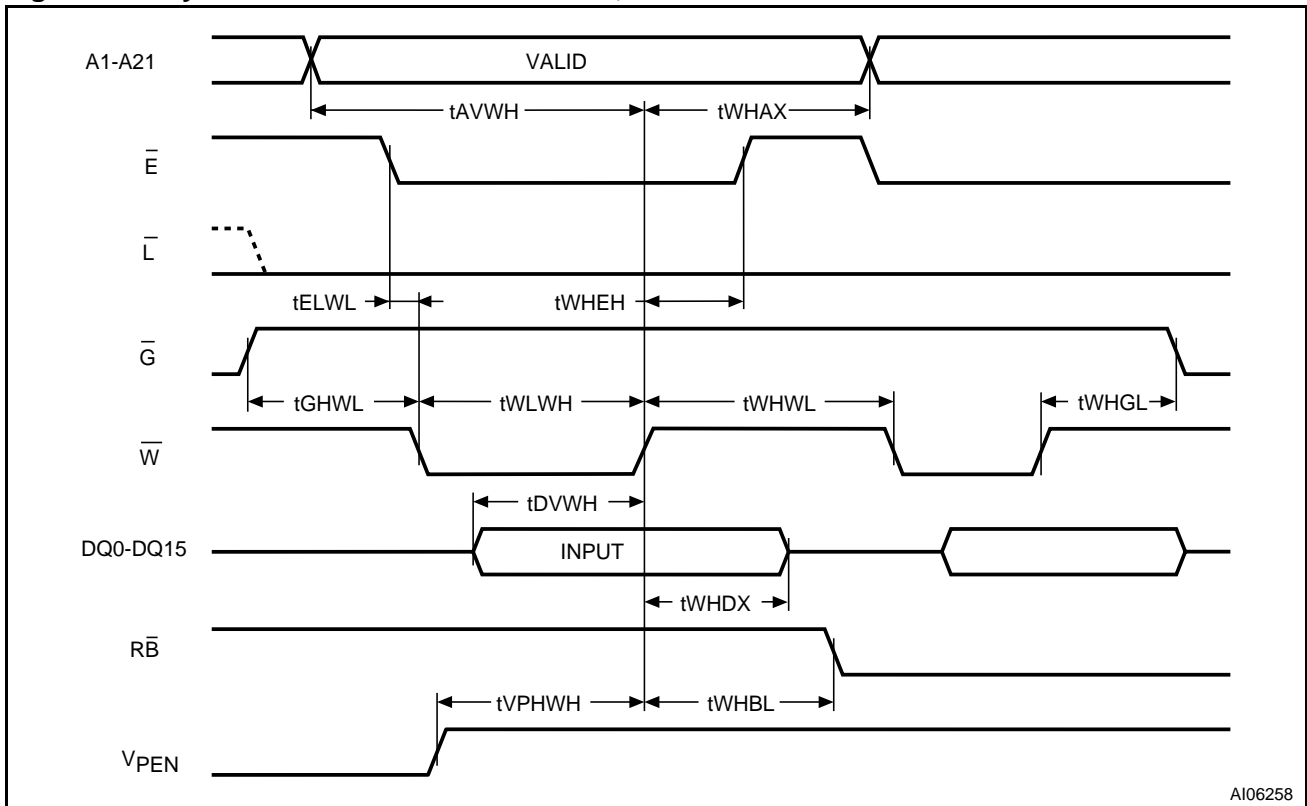 A1-A21
VALID
tAVWH
tWHAX
E̅
L̅
tELWL
tWHEH
G̅
tGHWL
tWLWH
tWHWL
tWHGL
W̅
tDVWH
DQ0-DQ15
INPUT
tWHDX
RB̅
tVPHWH
tWHBL
VPEN
AI06258